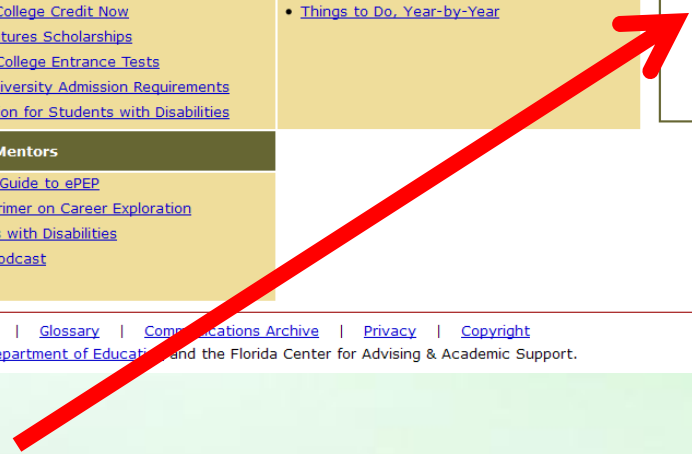 College Credit Now
tures Scholarships
College Entrance Tests
iversity Admission Requirements
on for Students with Disabilities
• Things to Do, Year-by-Year
Mentors
Guide to ePEP
rimer on Career Exploration
s with Disabilities
odcast
| Glossary | Communications Archive | Privacy | Copyright
epartment of Education and the Florida Center for Advising & Academic Support.